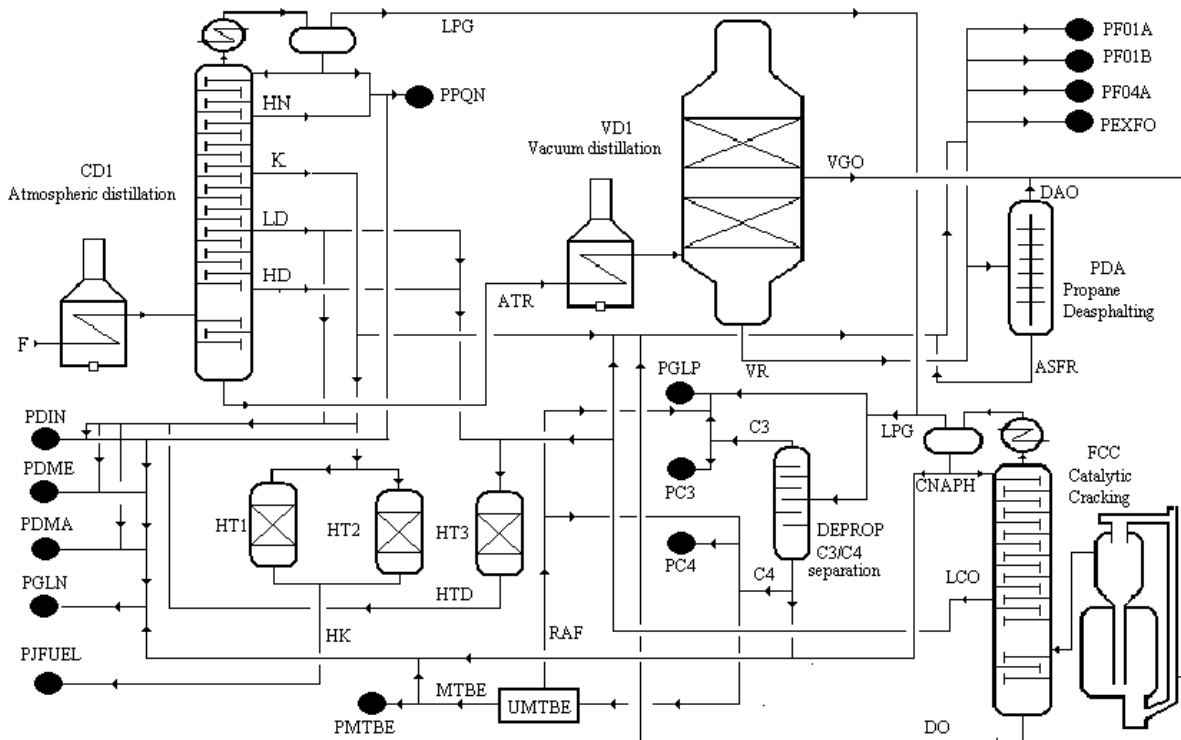 LPG
PF01A
PF01B
PF04A
PEXFO
HN
PPQN
VD1
Vacuum distillation
K
VGO
CD1
Atmospheric distillation
DAO
LD
HD
PDA
Propane
Deasphalting
ATR
F
VR
ASFR
PGLP
PDIN
C3
LPG
FCC
Catalytic
Cracking
PDME
PC3
CNAPH
HT1
HT2
HT3
DEPROP
C3/C4
separation
PDMA
PC4
C4
LCO
PGLN
HTD
HK
RAF
PJFUEL
MTBE
UMTBE
PMTBE
DO